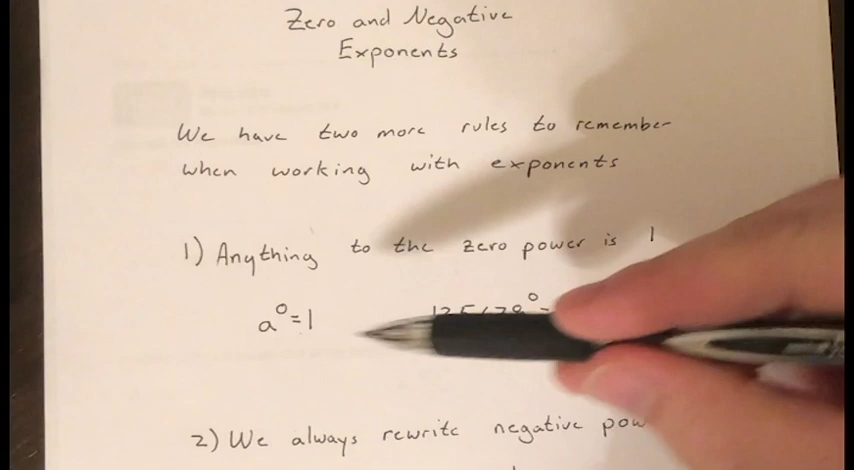 Zero and Negative
Exponents
We have two more rules to remember
when working with exponents
1) Anything to the zero power is 1
a⁰=1
2) We always rewrite negative